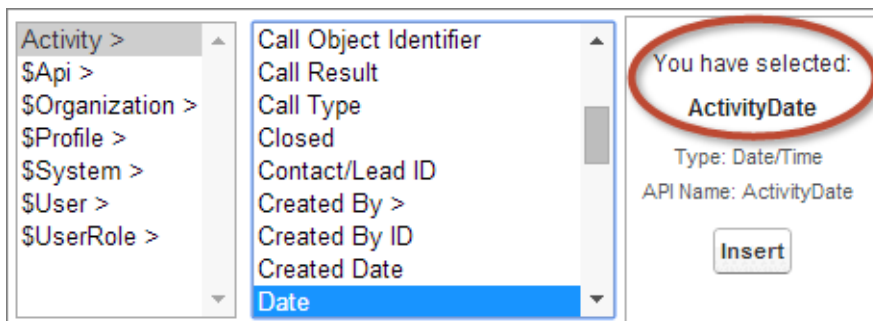 Activity >
$Api >
$Organization >
$Profile >
$System >
$User >
$UserRole >
Call Object Identifier
Call Result
Call Type
Closed
Contact/Lead ID
Created By >
Created By ID
Created Date
Date
You have selected:
ActivityDate
Type: Date/Time
API Name: ActivityDate
Insert